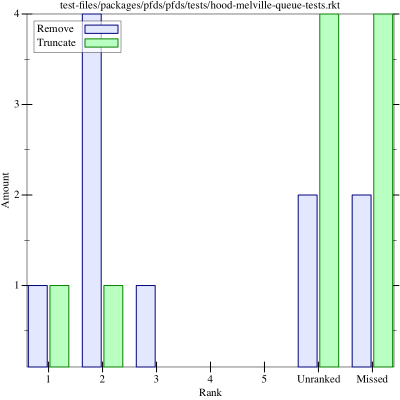 test-files/packages/pfds/pfds/tests/hood-melville-queue-tests.rkt
Remove
Truncate
4
3
2
1
Amount
1 2 3 4 5 Unranked Missed
Rank